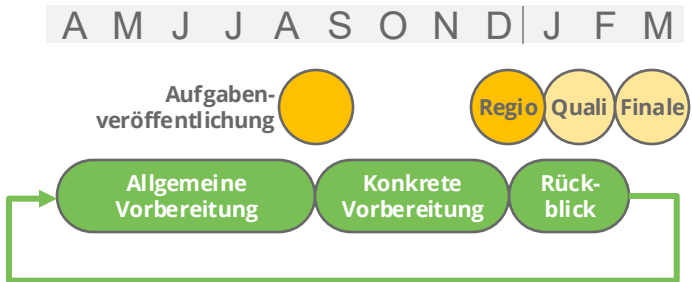 A M J J A S O N D J F M
Aufgaben-
veröffentlichung
Regio Quali Finale
Allgemeine
Vorbereitung
Konkrete
Vorbereitung
Rück-
blick